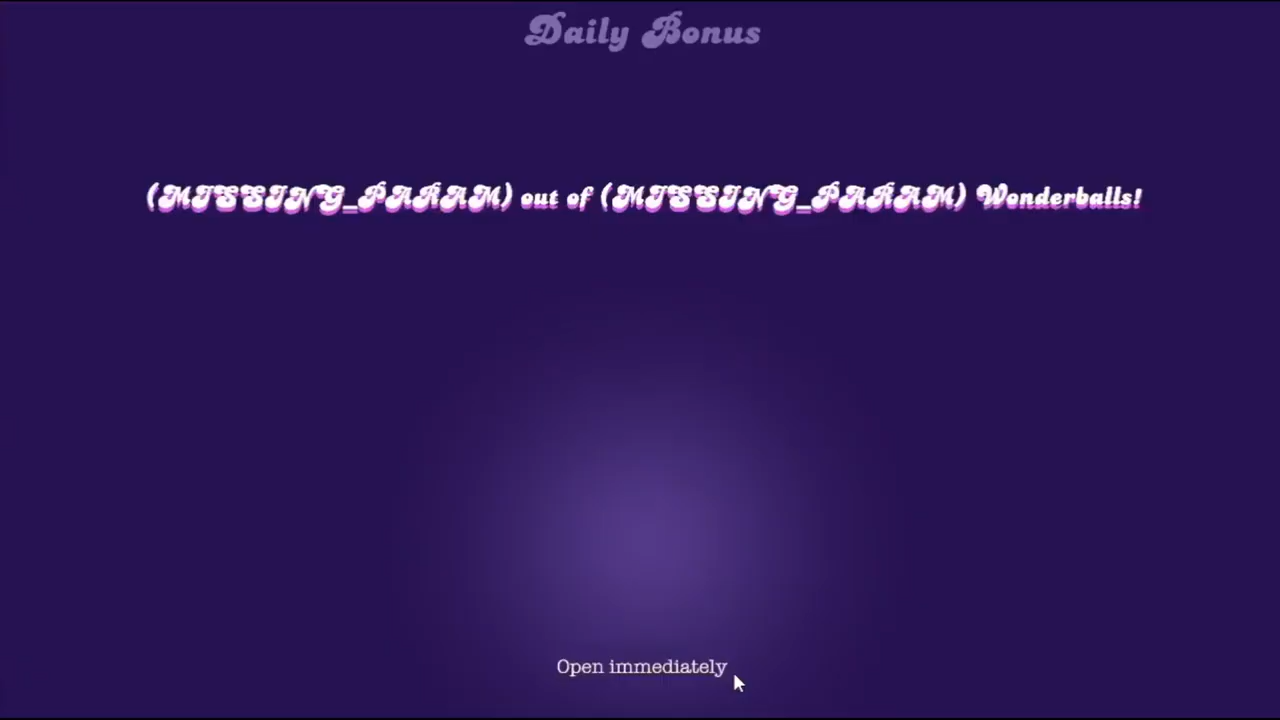 Daily Bonus
(MISSING_PARAM) out of (MISSING_PARAM) Wonderballs!
Open immediately